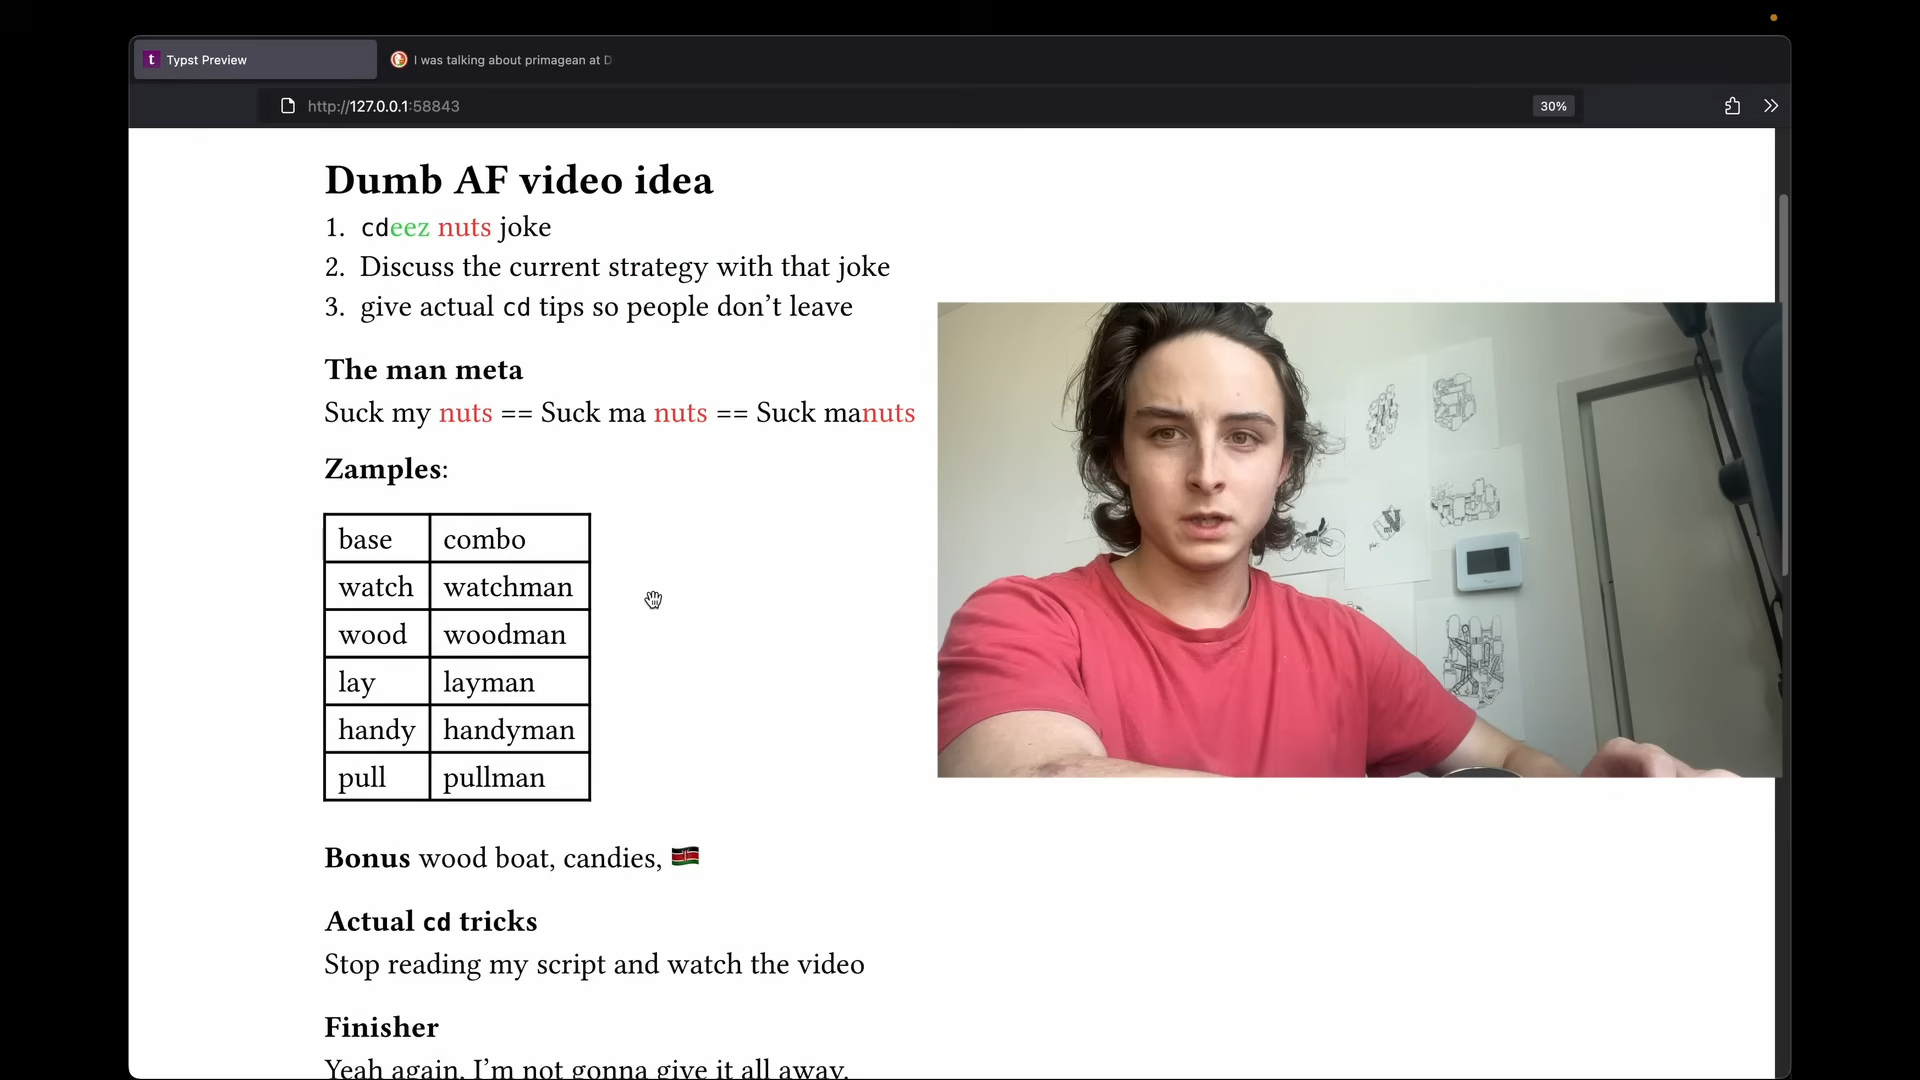 t Typst Preview
I was talking about primagean at D
http://127.0.0.1:58843
30%
Dumb AF video idea
1. cdeez nuts joke
2. Discuss the current strategy with that joke
3. give actual cd tips so people don’t leave
The man meta
Suck my nuts == Suck ma nuts == Suck manuts
Zamples:
base combo
watch watchman
wood woodman
lay layman
handy handyman
pull pullman
Bonus wood boat, candies, 🇰🇪
Actual cd tricks
Stop reading my script and watch the video
Finisher
Yeah again, I’m not gonna give it all away.